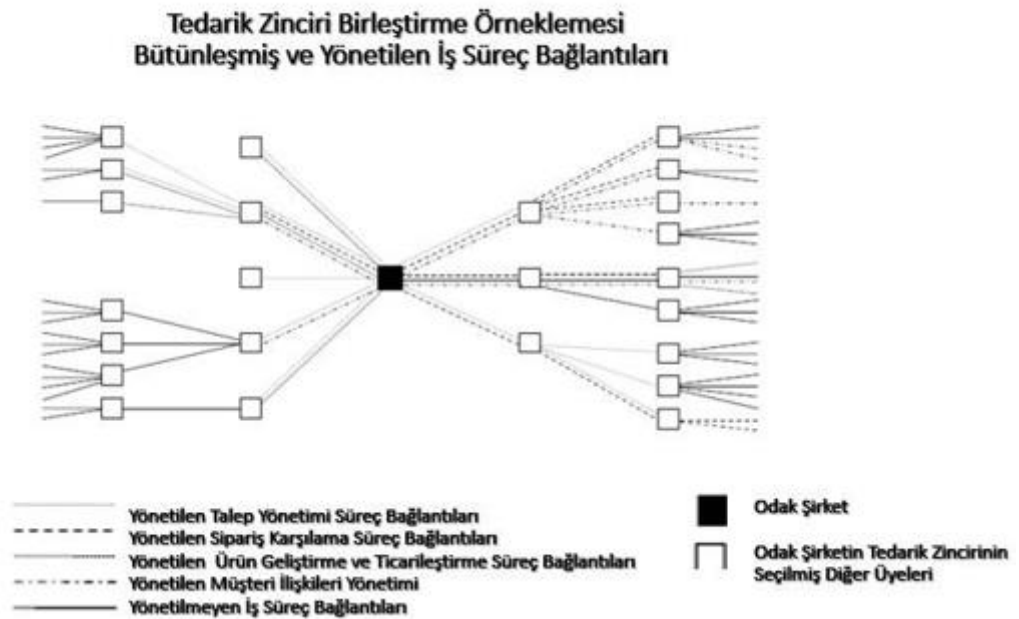 Tedarik Zinciri Birleştirme Örneklemesi
Bütünleşmiş ve Yönetilen İş Süreç Bağlantıları
Yönetilen Talep Yönetimi Süreç Bağlantıları
Yönetilen Sipariş Karşılama Süreç Bağlantıları
Yönetilen Ürün Geliştirme ve Ticarileştirme Süreç Bağlantıları
Yönetilen Müşteri İlişkileri Yönetimi
Yönetilmeyen İş Süreç Bağlantıları
Odak Şirket
Odak Şirketin Tedarik Zincirinin
Seçilmiş Diğer Üyeleri